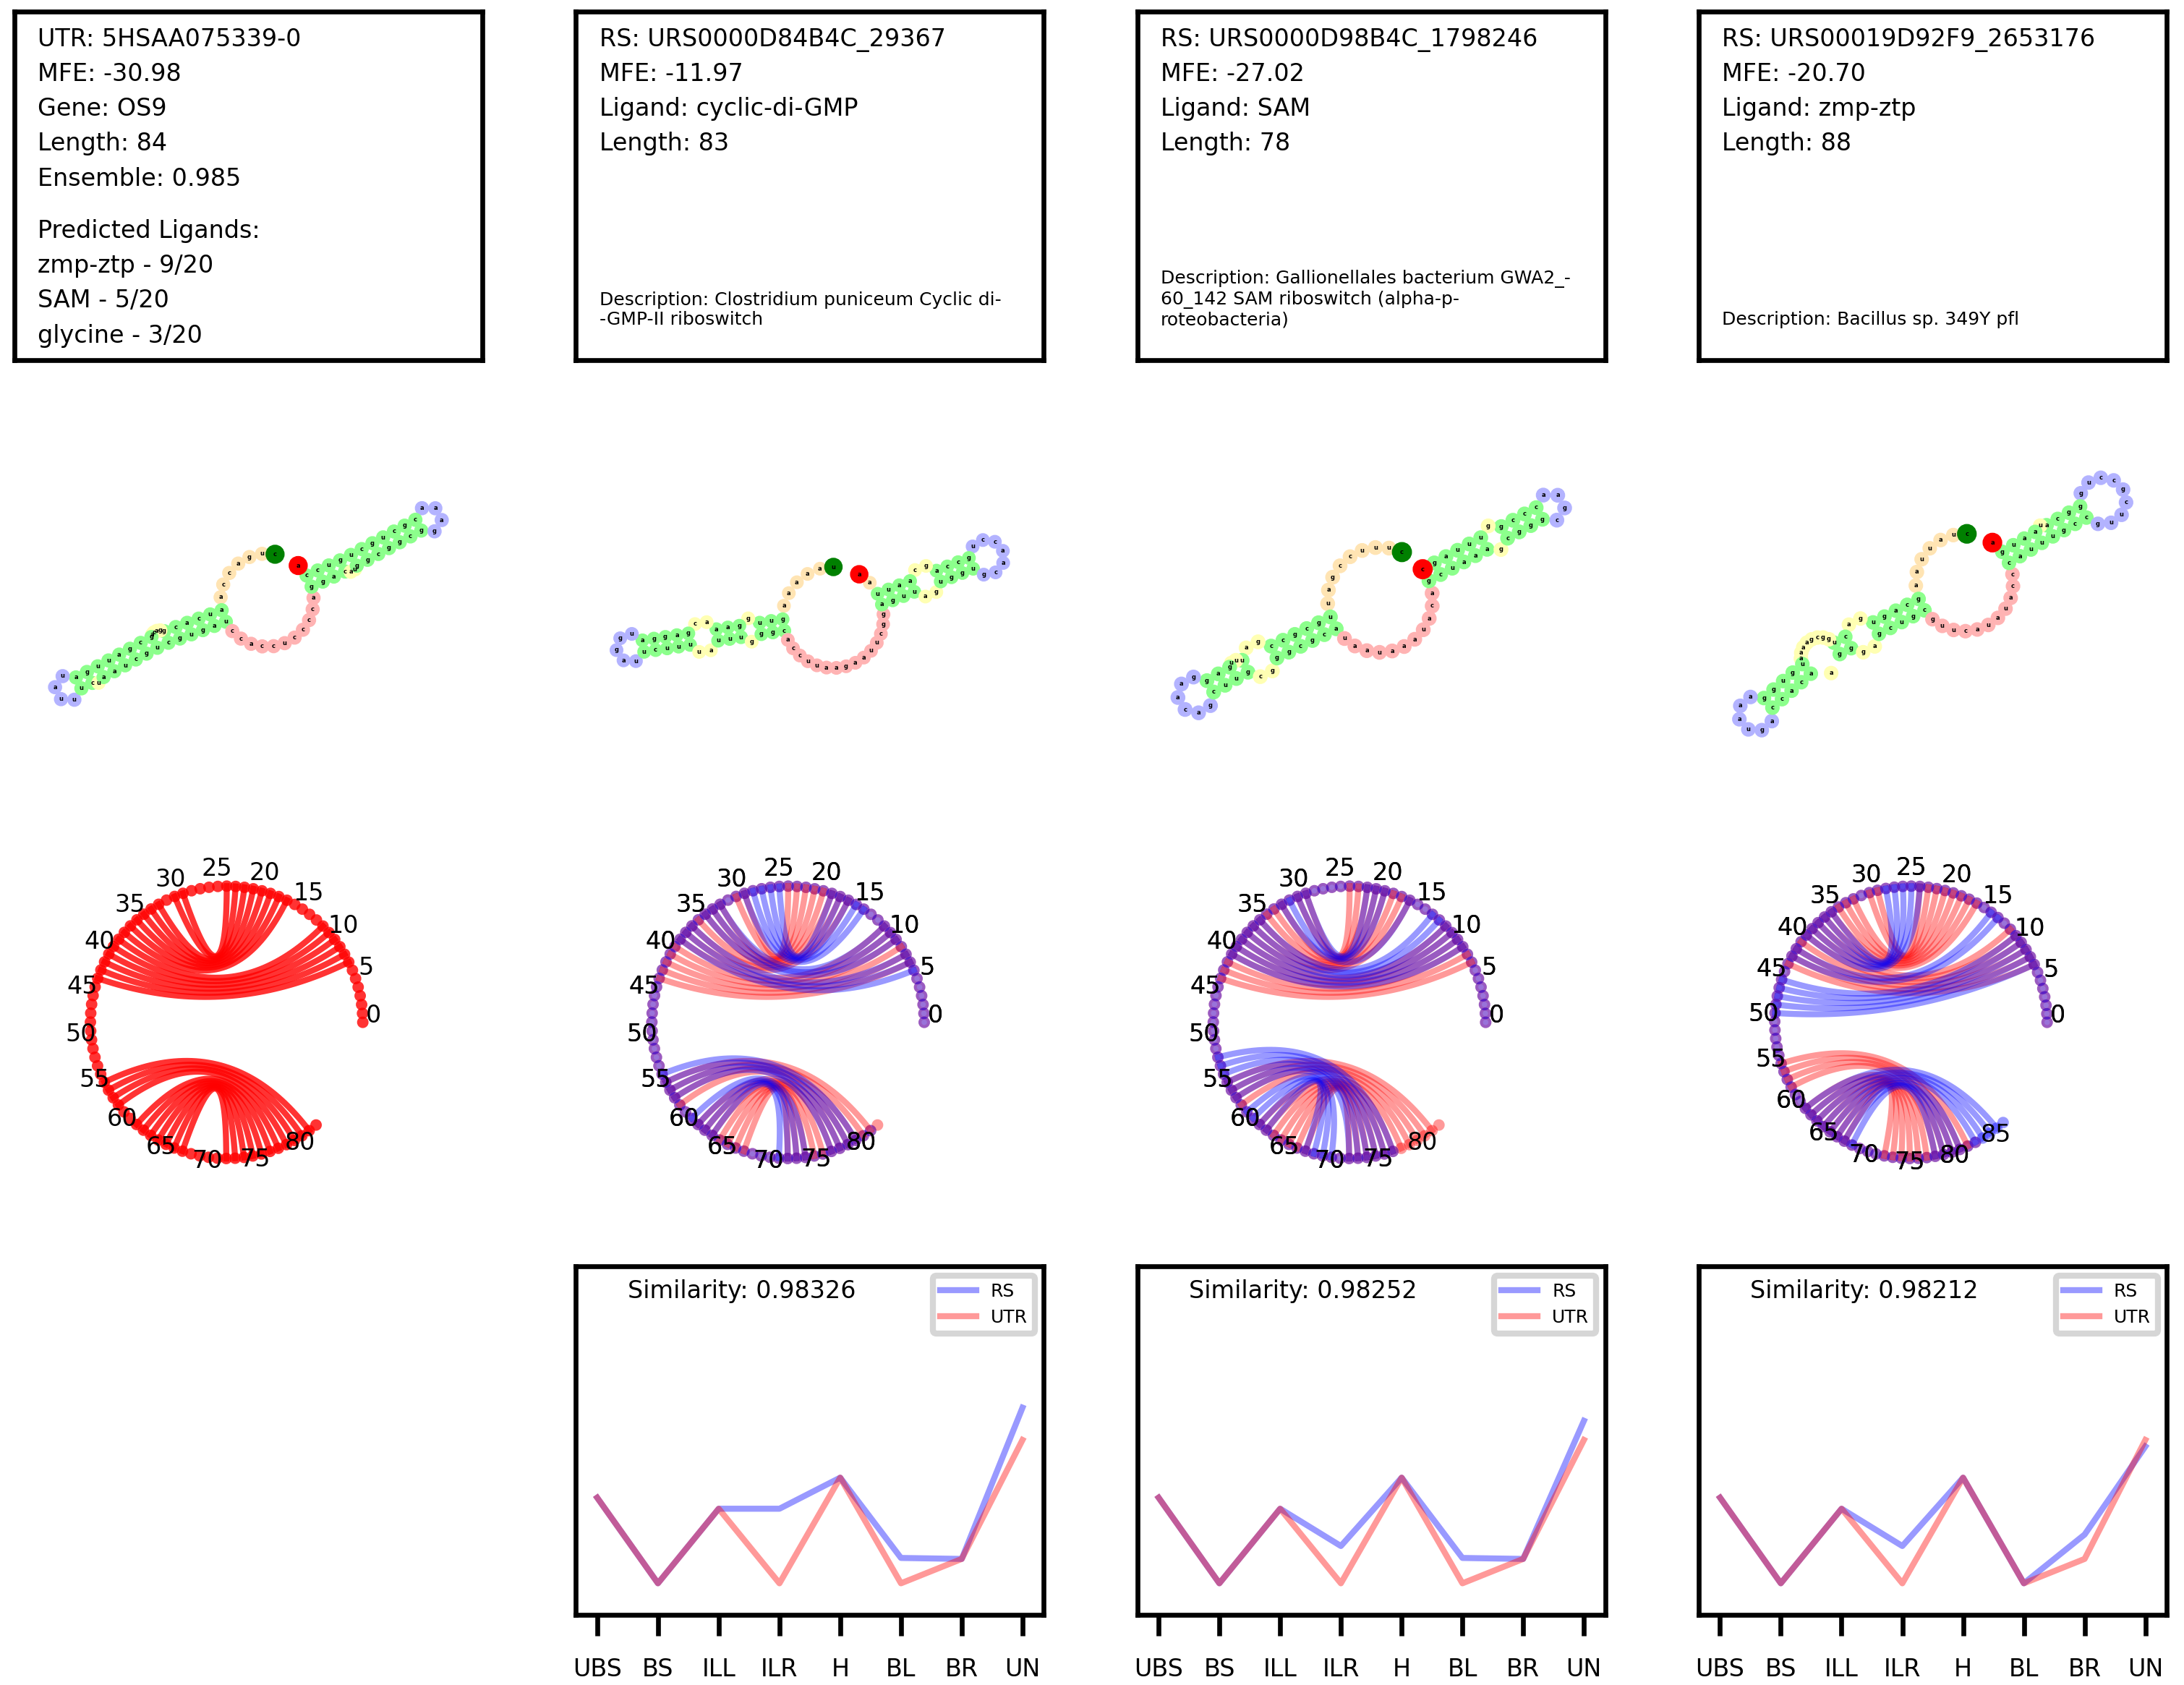 UTR: 5HSAA075339-0
MFE: -30.98
Gene: OS9
Length: 84
Ensemble: 0.985
Predicted Ligands:
zmp-ztp - 9/20
SAM - 5/20
glycine - 3/20
RS: URS0000D84B4C_29367
MFE: -11.97
Ligand: cyclic-di-GMP
Length: 83
Description: Clostridium puniceum Cyclic di-
-GMP-II riboswitch
RS: URS0000D98B4C_1798246
MFE: -27.02
Ligand: SAM
Length: 78
Description: Gallionellales bacterium GWA2_-
60_142 SAM riboswitch (alpha-p-
roteobacteria)
RS: URS00019D92F9_2653176
MFE: -20.70
Ligand: zmp-ztp
Length: 88
Description: Bacillus sp. 349Y pfl
0
5
10
15
20
25
30
35
40
45
50
55
60
65
70
75
80
0
5
10
15
20
25
30
35
40
45
50
55
60
65
70
75
80
0
5
10
15
20
25
30
35
40
45
50
55
60
65
70
75
80
0
5
10
15
20
25
30
35
40
45
50
55
60
65
70
75
80
85
Similarity: 0.98326
RS
UTR
UBS BS ILL ILR H BL BR UN
Similarity: 0.98252
RS
UTR
UBS BS ILL ILR H BL BR UN
Similarity: 0.98212
RS
UTR
UBS BS ILL ILR H BL BR UN